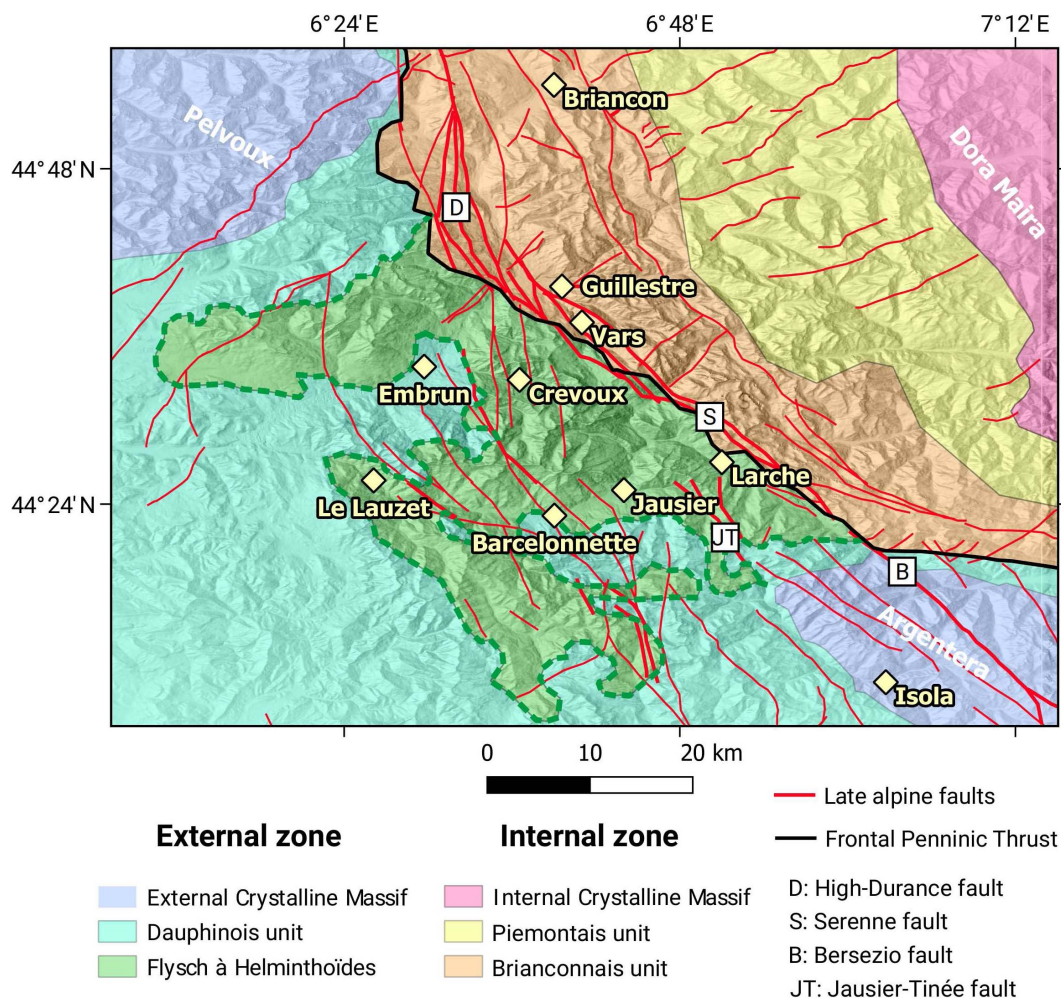 6°24'E
6°48'E
7°12'E
Briancon
Pelvoux
Dora Maira
44°48'N
D
Guillestre
Vars
Embrun
Crevoux
S
Larche
44°24'N
Le Lauzet
Jausier
Barcelonnette
JT
B
Argentera
Isola
0 10 20 km
Late alpine faults
External zone
Internal zone
Frontal Penninic Thrust
External Crystalline Massif
Internal Crystalline Massif
D: High-Durance fault
Dauphinois unit
Piemontais unit
S: Serenne fault
Flysch à Helminthoïdes
Brianconnais unit
B: Bersezio fault
JT: Jausier-Tinée fault